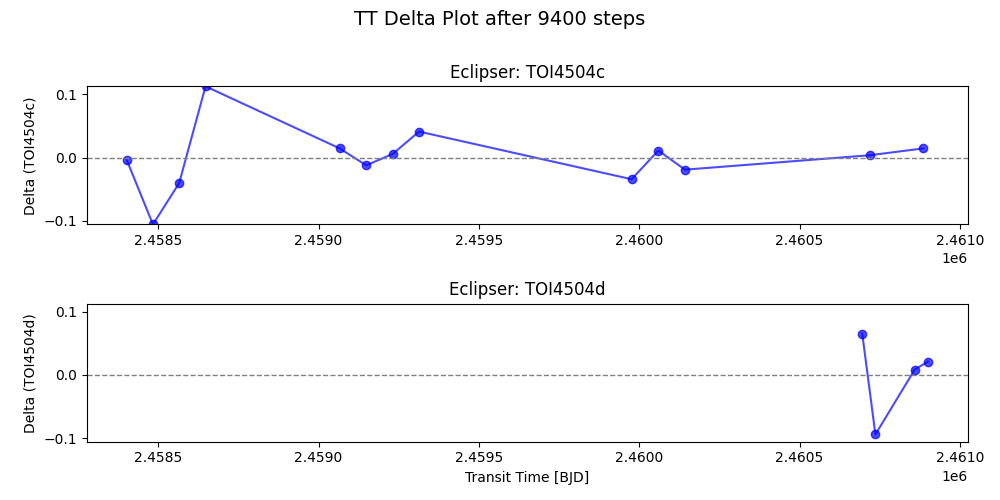 TT Delta Plot after 9400 steps
Eclipser: TOI4504c
Delta (TOI4504c)
0.1
0.0
−0.1
2.4585 2.4590 2.4595 2.4600 2.4605 2.4610
1e6
Eclipser: TOI4504d
Delta (TOI4504d)
0.1
0.0
−0.1
2.4585 2.4590 2.4595 2.4600 2.4605 2.4610
1e6
Transit Time [BJD]